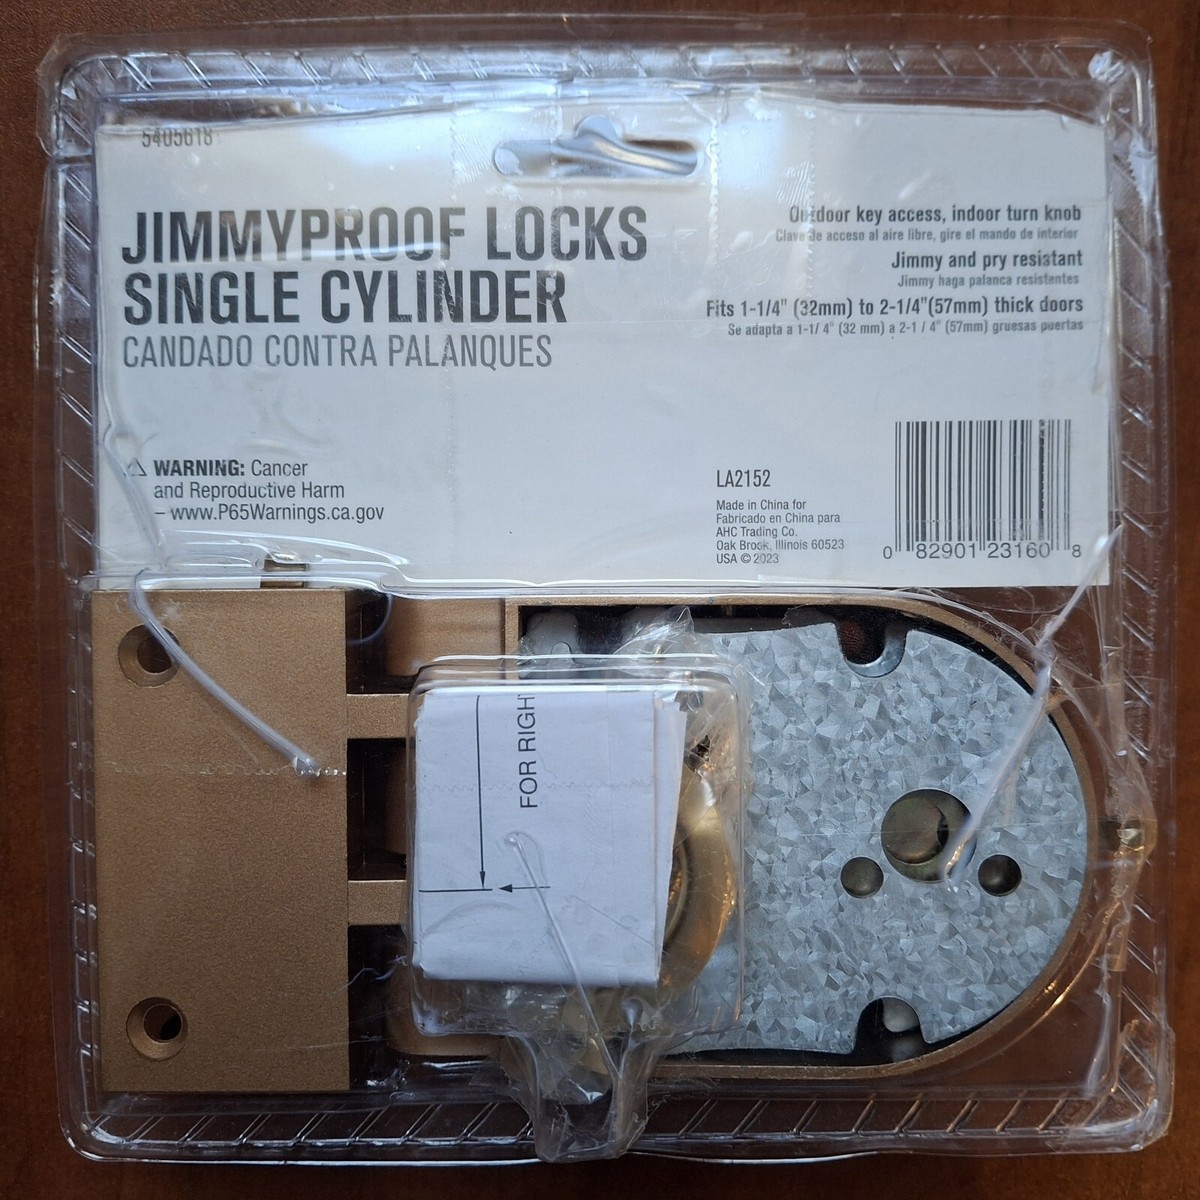 5405618
JIMMYPROOF LOCKS
SINGLE CYLINDER
CANDADO CONTRA PALANQUES
Outdoor key access, indoor turn knob
Clave de acceso al aire libre, gire el mando de interior
Jimmy and pry resistant
Jimmy haga palanca resistentes
Fits 1-1/4" (32mm) to 2-1/4"(57mm) thick doors
Se adapta a 1-1/ 4" (32 mm) a 2-1 / 4" (57mm) gruesas puertas
⚠ WARNING: Cancer
and Reproductive Harm
– www.P65Warnings.ca.gov
LA2152
Made in China for
Fabricado en China para
AHC Trading Co.
Oak Brook, Illinois 60523
USA © 2023
0 82901 23160 8
FOR RIGH